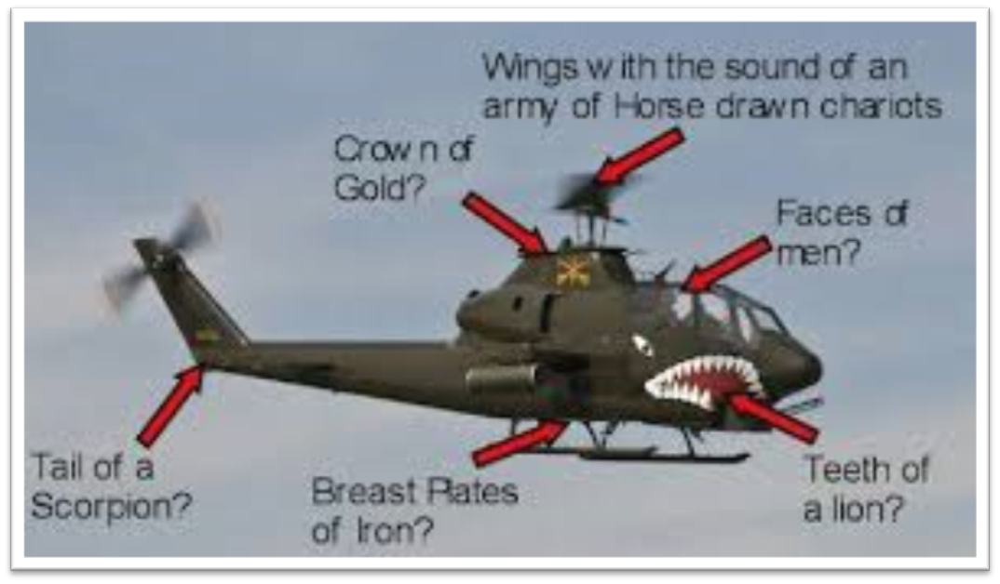 Wings with the sound of an
army of Horse drawn chariots
Crown of
Gold?
Faces of
men?
Tail of a
Scorpion?
Breast Plates
of Iron?
Teeth of
a lion?